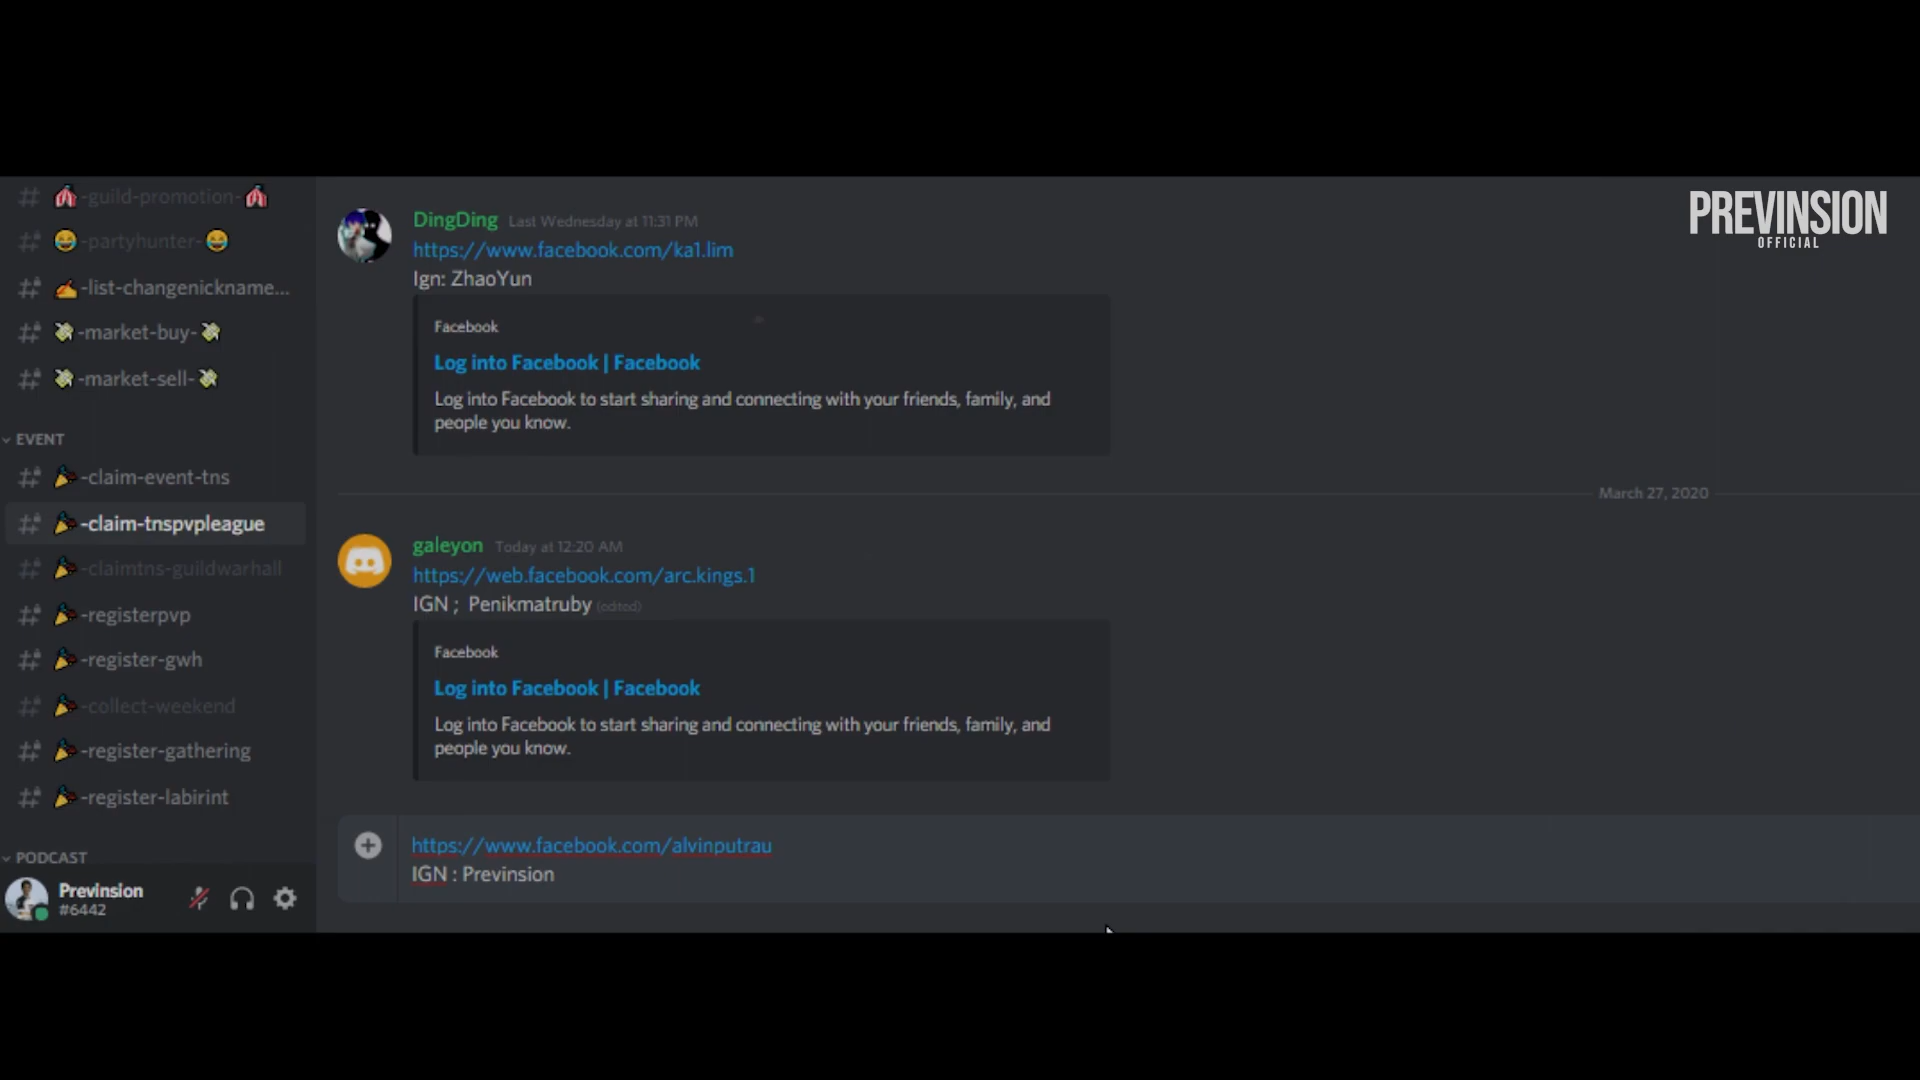 PREVINSION
OFFICIAL
-guild-promotion-
-partyhunter-
-list-changenickname...
-market-buy-
-market-sell-
EVENT
-claim-event-tns
-claim-tnspvpleague
-claimtns-guildwarhall
-registerpvp
-register-gwh
-collect-weekend
-register-gathering
-register-labirint
PODCAST
Previnsion
#6442
DingDing Last Wednesday at 11:31 PM
https://www.facebook.com/ka1.lim
Ign: ZhaoYun
Facebook
Log into Facebook | Facebook
Log into Facebook to start sharing and connecting with your friends, family, and
people you know.
March 27, 2020
galeyon Today at 12:20 AM
https://web.facebook.com/arc.kings.1
IGN ; Penikmatruby (edited)
Facebook
Log into Facebook | Facebook
Log into Facebook to start sharing and connecting with your friends, family, and
people you know.
https://www.facebook.com/alvinputrau
IGN : Previnsion